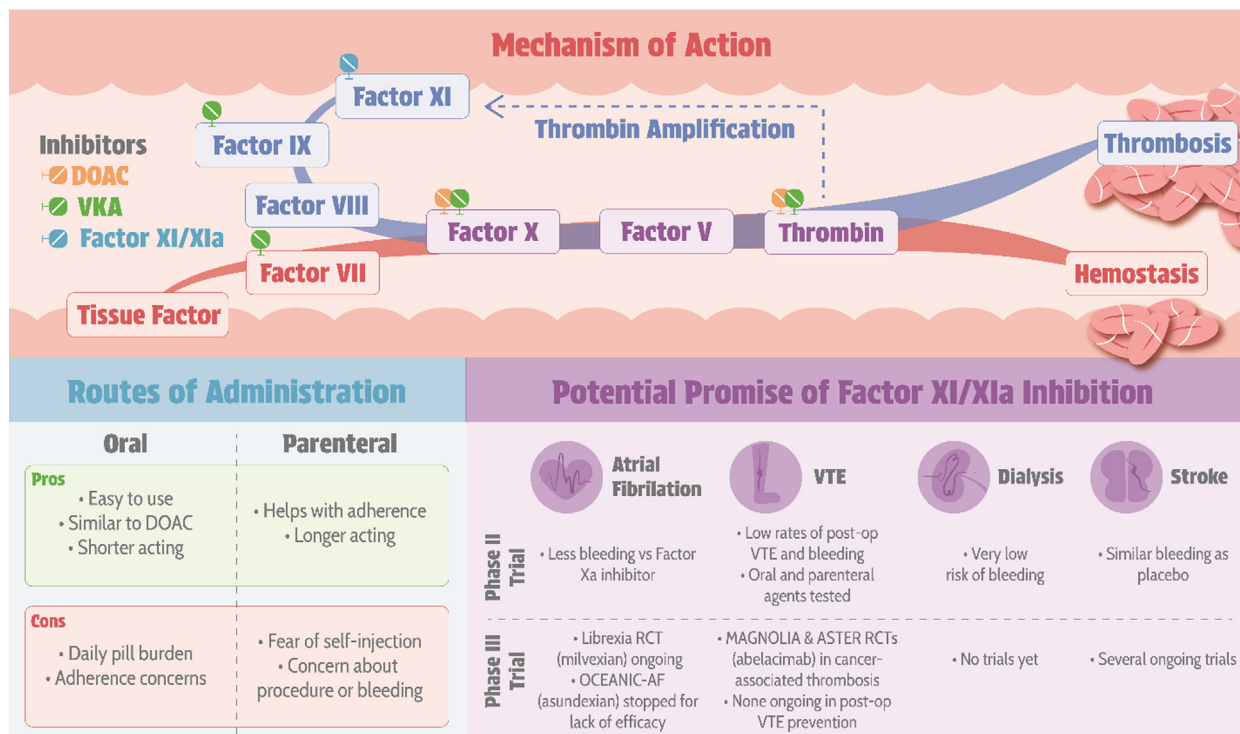 Mechanism of Action
Factor XI
Thrombin Amplification
Thrombosis
Factor IX
Inhibitors
DOAC
VKA
Factor XI/XIa
Factor VIII
Factor X
Factor V
Thrombin
Factor VII
Hemostasis
Tissue Factor
Routes of Administration
Oral
Parenteral
Pros
• Easy to use
• Similar to DOAC
• Shorter acting
• Helps with adherence
• Longer acting
Cons
• Daily pill burden
• Adherence concerns
• Fear of self-injection
• Concern about
procedure or bleeding
Potential Promise of Factor XI/XIa Inhibition
Atrial
Fibrilation
VTE
Dialysis
Stroke
Phase II
Trial
• Less bleeding vs Factor
Xa inhibitor
• Low rates of post-op
VTE and bleeding
• Oral and parenteral
agents tested
• Very low
risk of bleeding
• Similar bleeding as
placebo
Phase III
Trial
• Librexia RCT
(milvexian) ongoing
• OCEANIC-AF
(asundexian) stopped for
lack of efficacy
• MAGNOLIA & ASTER RCTs
(abelacimab) in cancer-
associated thrombosis
• None ongoing in post-op
VTE prevention
• No trials yet
• Several ongoing trials